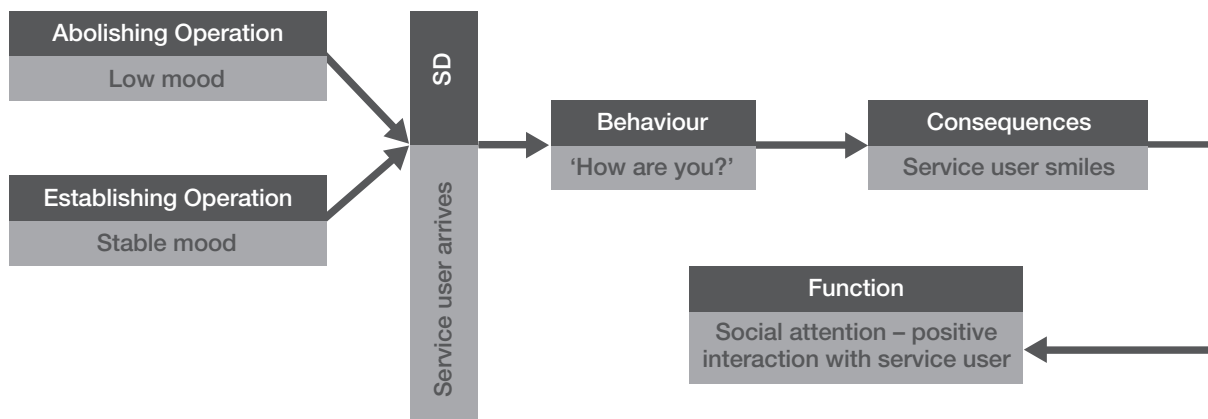 Abolishing Operation
Low mood
Establishing Operation
Stable mood
SD
Service user arrives
Behaviour
‘How are you?’
Consequences
Service user smiles
Function
Social attention – positive
interaction with service user